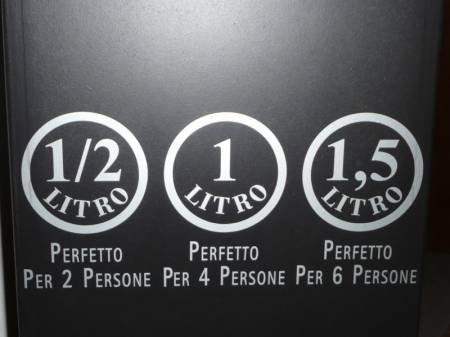 1/2
LITRO
PERFETTO
PER 2 PERSONE
1
LITRO
PERFETTO
PER 4 PERSONE
1,5
LITRO
PERFETTO
PER 6 PERSONE